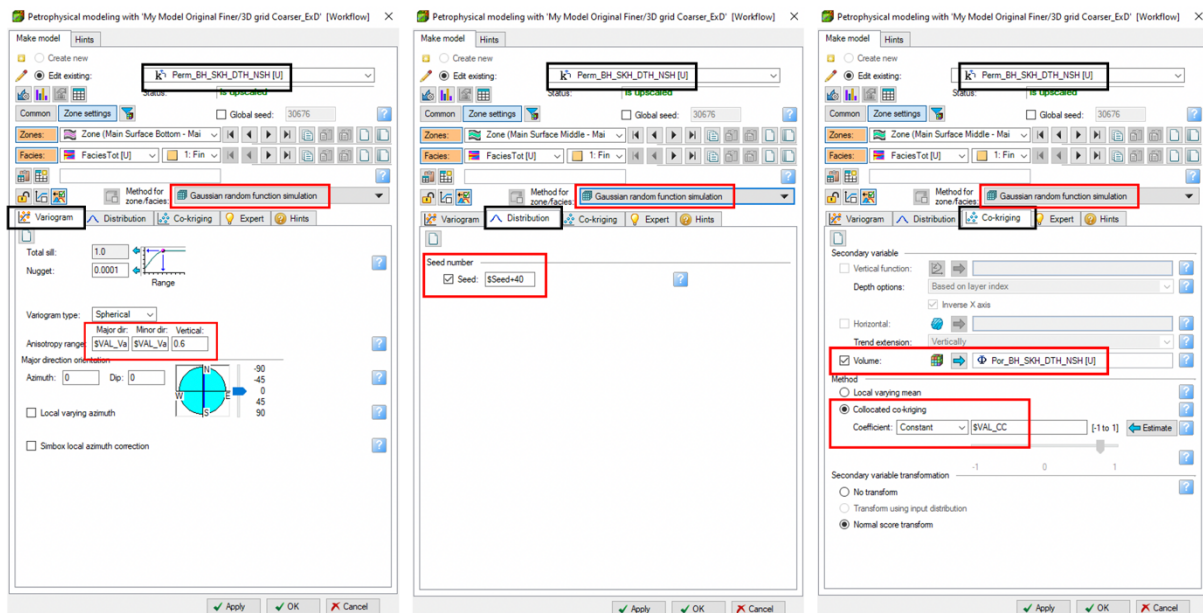 Petrophysical modeling with 'My Model Original Finer/3D grid Coarser_ExD' [Workflow]
Make model Hints
Create new
Edit existing: Perm_BH_SKH_DTH_NSH [U]
Status: Is upscaled
Common Zone settings Global seed: 30676
Zones: Zone (Main Surface Bottom - Mai
Facies: FaciesTot [U] 1: Fin
Method for
zone/facies: Gaussian random function simulation
Variogram Distribution Co-kriging Expert Hints
Total sill: 1.0
Nugget: 0.0001
Range
Variogram type: Spherical
Major dir: Minor dir: Vertical:
Anisotropy range: $VAL_Va $VAL_Va 0.6
Major direction orientation
Azimuth: 0 Dip: 0
N
W E
S
-90
-45
0
45
90
Local varying azimuth
Simbox local azimuth correction
Apply OK Cancel
Petrophysical modeling with 'My Model Original Finer/3D grid Coarser_ExD' [Workflow]
Make model Hints
Create new
Edit existing: Perm_BH_SKH_DTH_NSH [U]
Status: Is upscaled
Common Zone settings Global seed: 30676
Zones: Zone (Main Surface Middle - Mai
Facies: FaciesTot [U] 1: Fin
Method for
zone/facies: Gaussian random function simulation
Variogram Distribution Co-kriging Expert Hints
Seed number
Seed: $Seed+40
Apply OK Cancel
Petrophysical modeling with 'My Model Original Finer/3D grid Coarser_ExD' [Workflow]
Make model Hints
Create new
Edit existing: Perm_BH_SKH_DTH_NSH [U]
Status: Is upscaled
Common Zone settings Global seed: 30676
Zones: Zone (Main Surface Middle - Mai
Facies: FaciesTot [U] 1: Fin
Method for
zone/facies: Gaussian random function simulation
Variogram Distribution Co-kriging Expert Hints
Secondary variable
Vertical function:
Depth options: Based on layer index
Inverse X axis
Horizontal:
Trend extension: Vertically
Volume: Φ Por_BH_SKH_DTH_NSH [U]
Method
Local varying mean
Collocated co-kriging
Coefficient: Constant $VAL_CC [-1 to 1] Estimate
-1 0 1
Secondary variable transformation
No transform
Transform using input distribution
Normal score transform
Apply OK Cancel